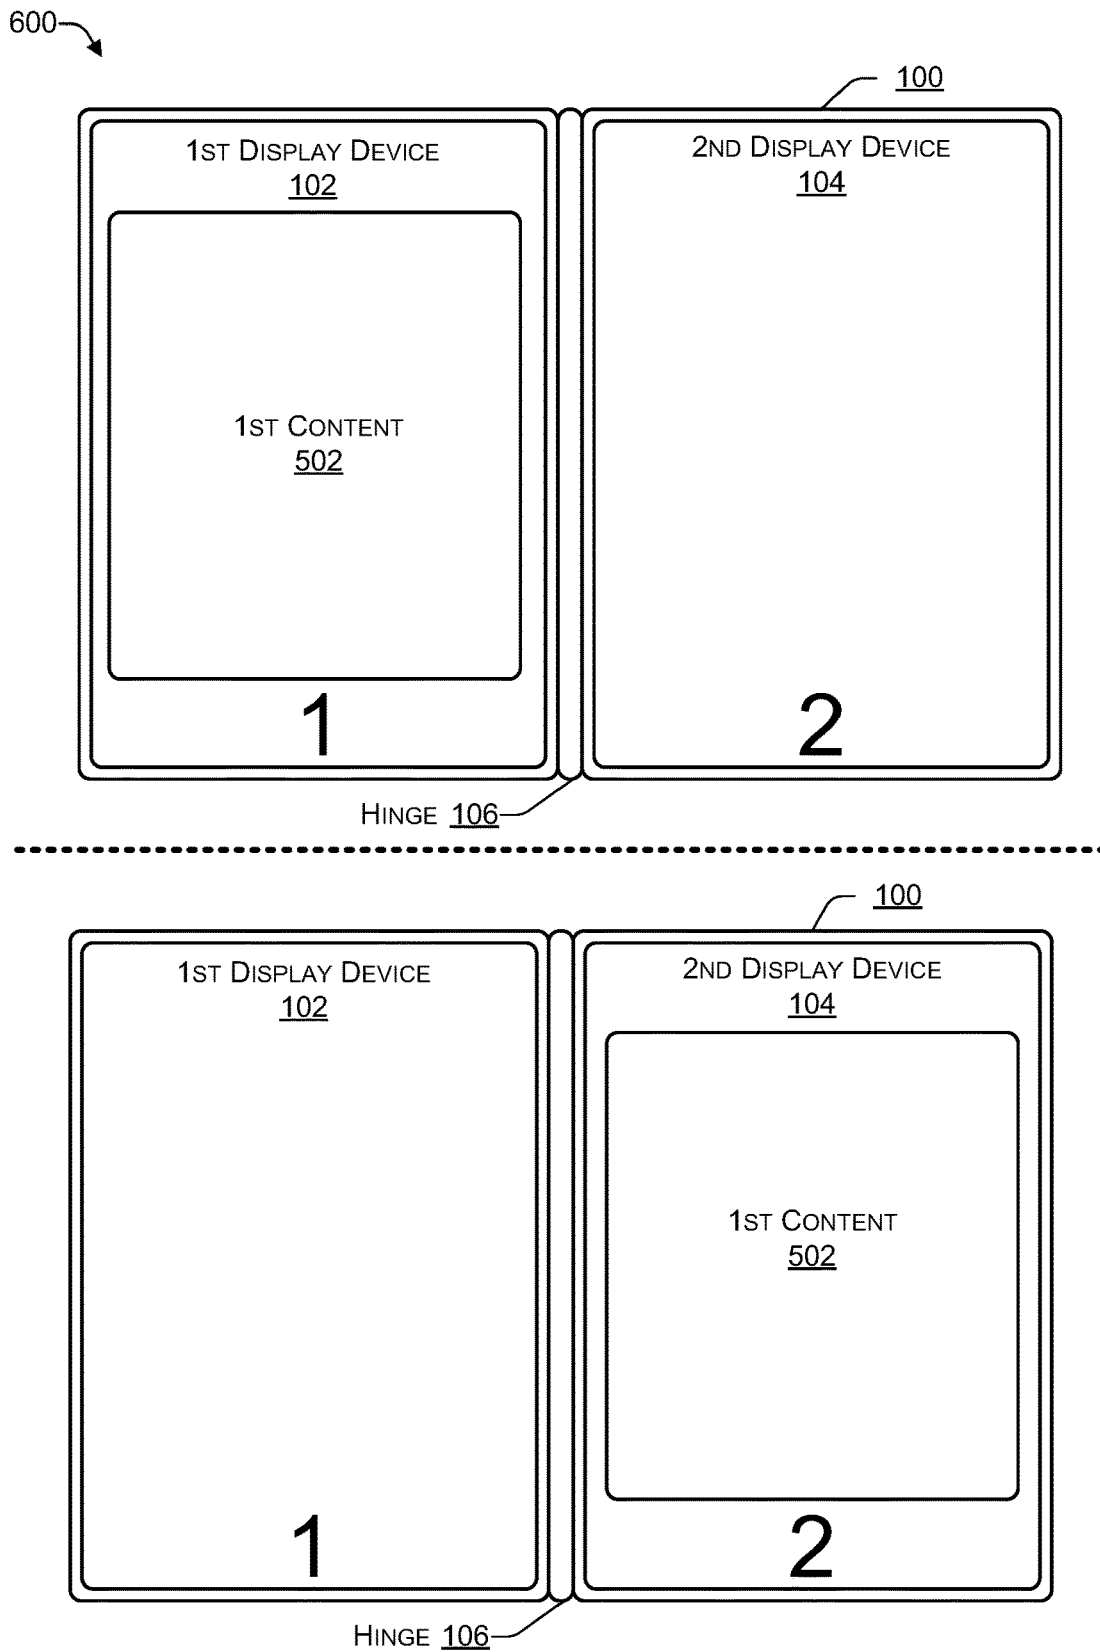 600
100
1ST DISPLAY DEVICE
102
2ND DISPLAY DEVICE
104
1ST CONTENT
502
1
2
HINGE 106
100
1ST DISPLAY DEVICE
102
2ND DISPLAY DEVICE
104
1ST CONTENT
502
1
2
HINGE 106